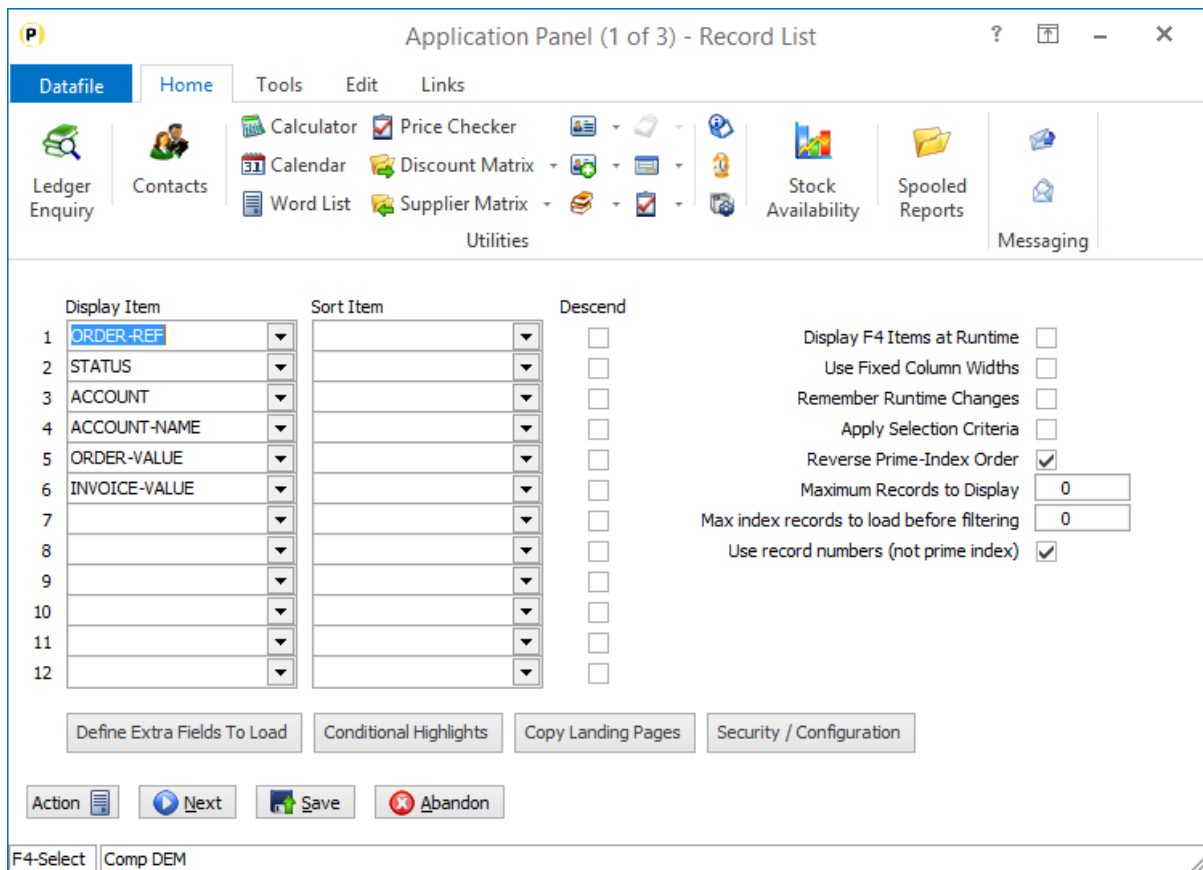 P
Application Panel (1 of 3) - Record List
?
Datafile Home Tools Edit Links
Ledger Enquiry
Contacts
Calculator Price Checker
31 Calendar Discount Matrix
Word List Supplier Matrix
Stock Availability
Spooled Reports
Utilities
Messaging
Display Item Sort Item Descend
1 ORDER-REF
2 STATUS
3 ACCOUNT
4 ACCOUNT-NAME
5 ORDER-VALUE
6 INVOICE-VALUE
7
8
9
10
11
12
Display F4 Items at Runtime
Use Fixed Column Widths
Remember Runtime Changes
Apply Selection Criteria
Reverse Prime-Index Order
Maximum Records to Display 0
Max index records to load before filtering 0
Use record numbers (not prime index)
Define Extra Fields To Load Conditional Highlights Copy Landing Pages Security / Configuration
Action Next Save Abandon
F4-Select Comp DEM